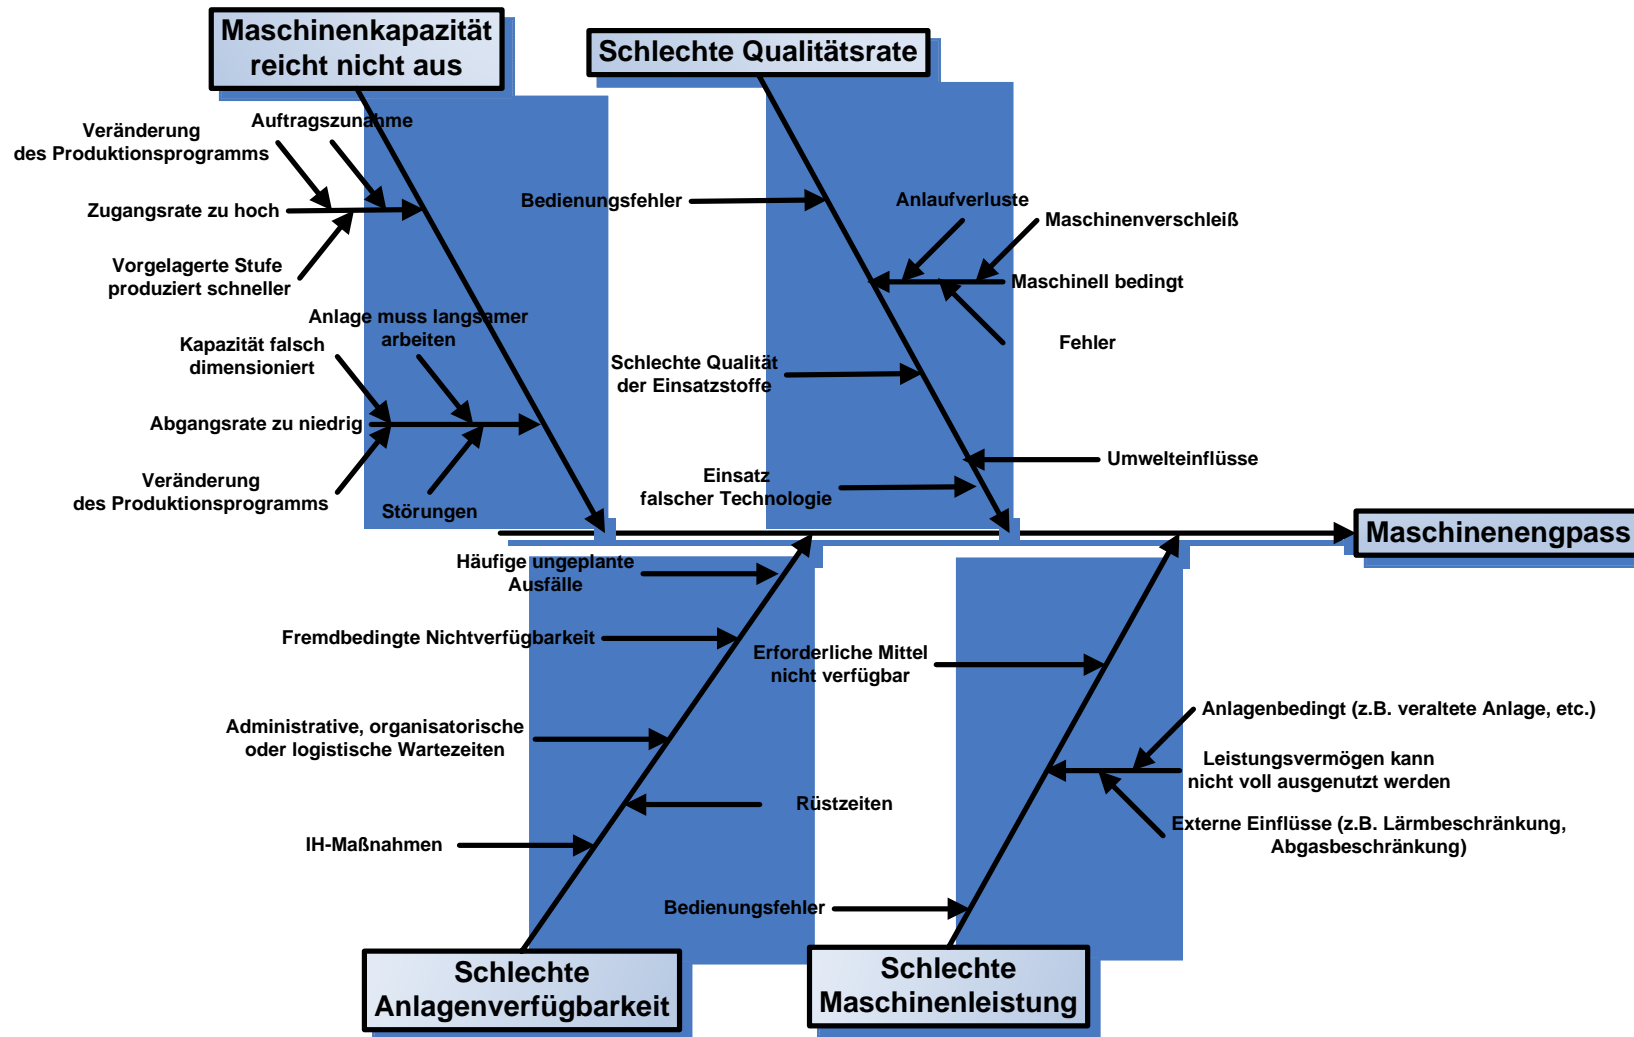 Maschinenkapazität
reicht nicht aus
Schlechte Qualitätsrate
Auftragszunahme
Veränderung
des Produktionsprogramms
Zugangsrate zu hoch
Vorgelagerte Stufe
produziert schneller
Anlage muss langsamer
arbeiten
Kapazität falsch
dimensioniert
Abgangsrate zu niedrig
Veränderung
des Produktionsprogramms
Störungen
Bedienungsfehler
Anlaufverluste
Maschinenverschleiß
Maschinell bedingt
Fehler
Schlechte Qualität
der Einsatzstoffe
Umwelteinflüsse
Einsatz
falscher Technologie
Maschinenengpass
Häufige ungeplante
Ausfälle
Fremdbedingte Nichtverfügbarkeit
Administrative, organisatorische
oder logistische Wartezeiten
Rüstzeiten
IH-Maßnahmen
Erforderliche Mittel
nicht verfügbar
Anlagenbedingt (z.B. veraltete Anlage, etc.)
Leistungsvermögen kann
nicht voll ausgenutzt werden
Externe Einflüsse (z.B. Lärmbeschränkung,
Abgasbeschränkung)
Bedienungsfehler
Schlechte
Anlagenverfügbarkeit
Schlechte
Maschinenleistung